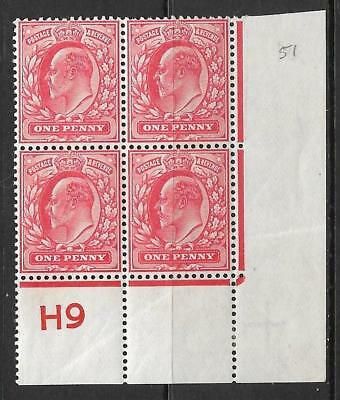 51
POSTAGE & REVENUE POSTAGE & REVENUE
ONE PENNY ONE PENNY
POSTAGE & REVENUE POSTAGE & REVENUE
ONE PENNY ONE PENNY
H9